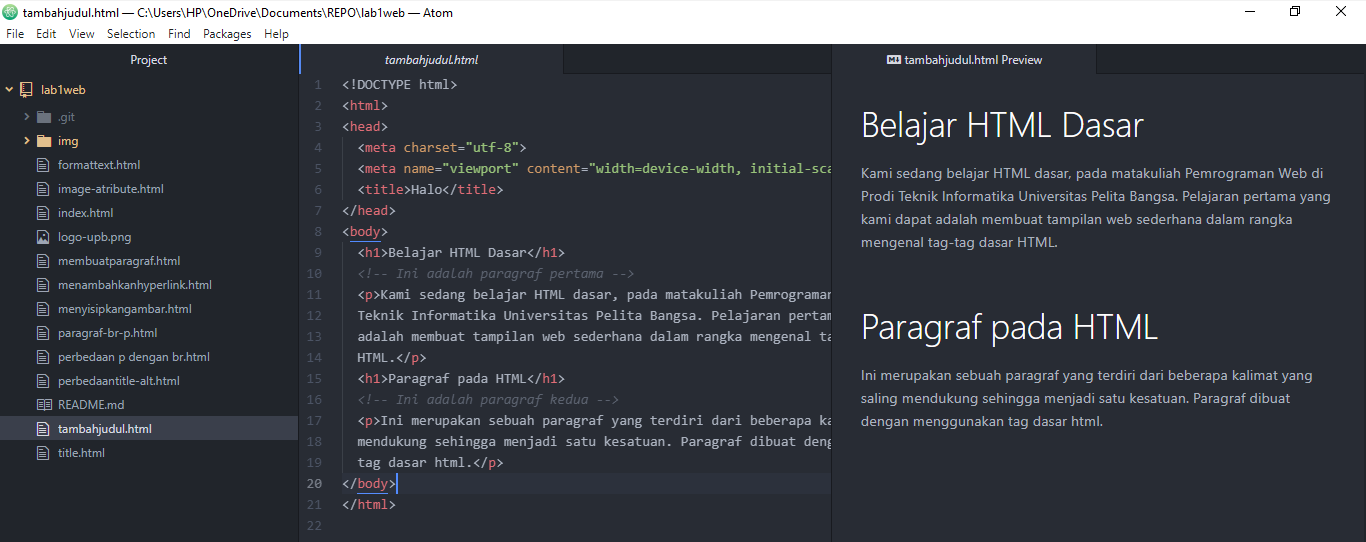 tambahjudul.html — C:\Users\HP\OneDrive\Documents\REPO\lab1web — Atom
File Edit View Selection Find Packages Help
Project
lab1web
.git
img
formattext.html
image-atribute.html
index.html
logo-upb.png
membuatparagraf.html
menambahkanhyperlink.html
menyisipkangambar.html
paragraf-br-p.html
perbedaan p dengan br.html
perbedaantitle-alt.html
README.md
tambahjudul.html
title.html
tambahjudul.html
1 <!DOCTYPE html>
2 <html>
3 <head>
4 <meta charset="utf-8">
5 <meta name="viewport" content="width=device-width, initial-sca
6 <title>Halo</title>
7 </head>
8 <body>
9 <h1>Belajar HTML Dasar</h1>
10 <!-- Ini adalah paragraf pertama -->
11 <p>Kami sedang belajar HTML dasar, pada matakuliah Pemrograman
12 Teknik Informatika Universitas Pelita Bangsa. Pelajaran pertam
13 adalah membuat tampilan web sederhana dalam rangka mengenal ta
14 HTML.</p>
15 <h1>Paragraf pada HTML</h1>
16 <!-- Ini adalah paragraf kedua -->
17 <p>Ini merupakan sebuah paragraf yang terdiri dari beberapa ka
18 mendukung sehingga menjadi satu kesatuan. Paragraf dibuat deng
19 tag dasar html.</p>
20 </body>
21 </html>
22
tambahjudul.html Preview
Belajar HTML Dasar
Kami sedang belajar HTML dasar, pada matakuliah Pemrograman Web di
Prodi Teknik Informatika Universitas Pelita Bangsa. Pelajaran pertama yang
kami dapat adalah membuat tampilan web sederhana dalam rangka
mengenal tag-tag dasar HTML.
Paragraf pada HTML
Ini merupakan sebuah paragraf yang terdiri dari beberapa kalimat yang
saling mendukung sehingga menjadi satu kesatuan. Paragraf dibuat
dengan menggunakan tag dasar html.